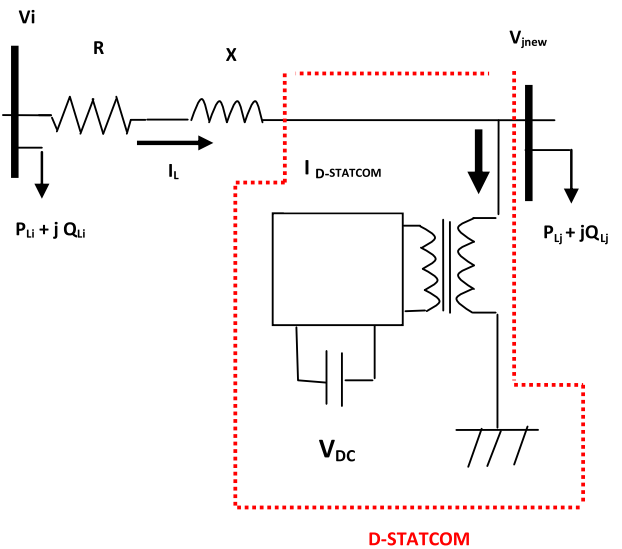 Vi
R
X
Vjnew
IL
I D-STATCOM
PLi + j QLi
PLj + jQLj
VDC
D-STATCOM